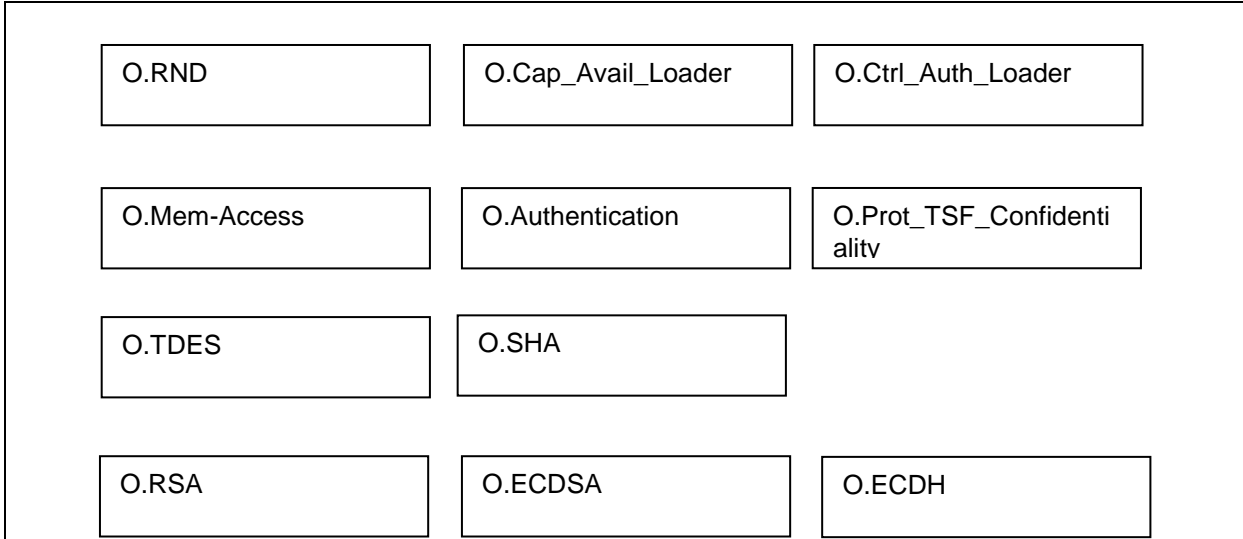 O.RND
O.Cap_Avail_Loader
O.Ctrl_Auth_Loader
O.Mem-Access
O.Authentication
O.Prot_TSF_Confidenti
ality
O.TDES
O.SHA
O.RSA
O.ECDSA
O.ECDH